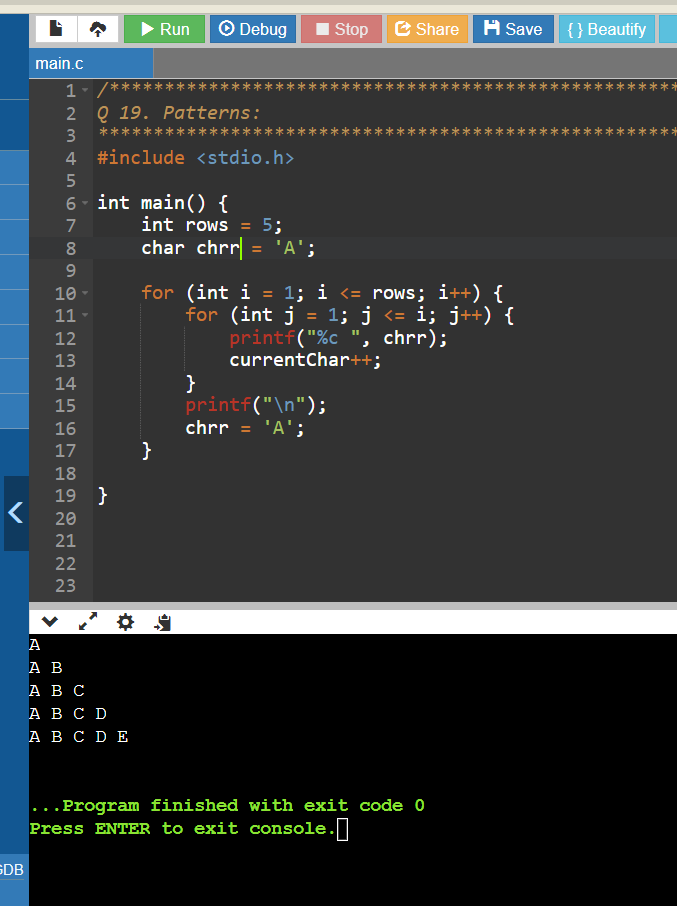 Run Debug Stop Share Save { } Beautify
main.c
1 /****************************************************
2 Q 19. Patterns:
3 ****************************************************
4 #include <stdio.h>
5
6 int main() {
7     int rows = 5;
8     char chrr = 'A';
9
10     for (int i = 1; i <= rows; i++) {
11         for (int j = 1; j <= i; j++) {
12             printf("%c ", chrr);
13             currentChar++;
14         }
15         printf("\n");
16         chrr = 'A';
17     }
18
19 }
20
21
22
23
A
A B
A B C
A B C D
A B C D E
...Program finished with exit code 0
Press ENTER to exit console.
GDB